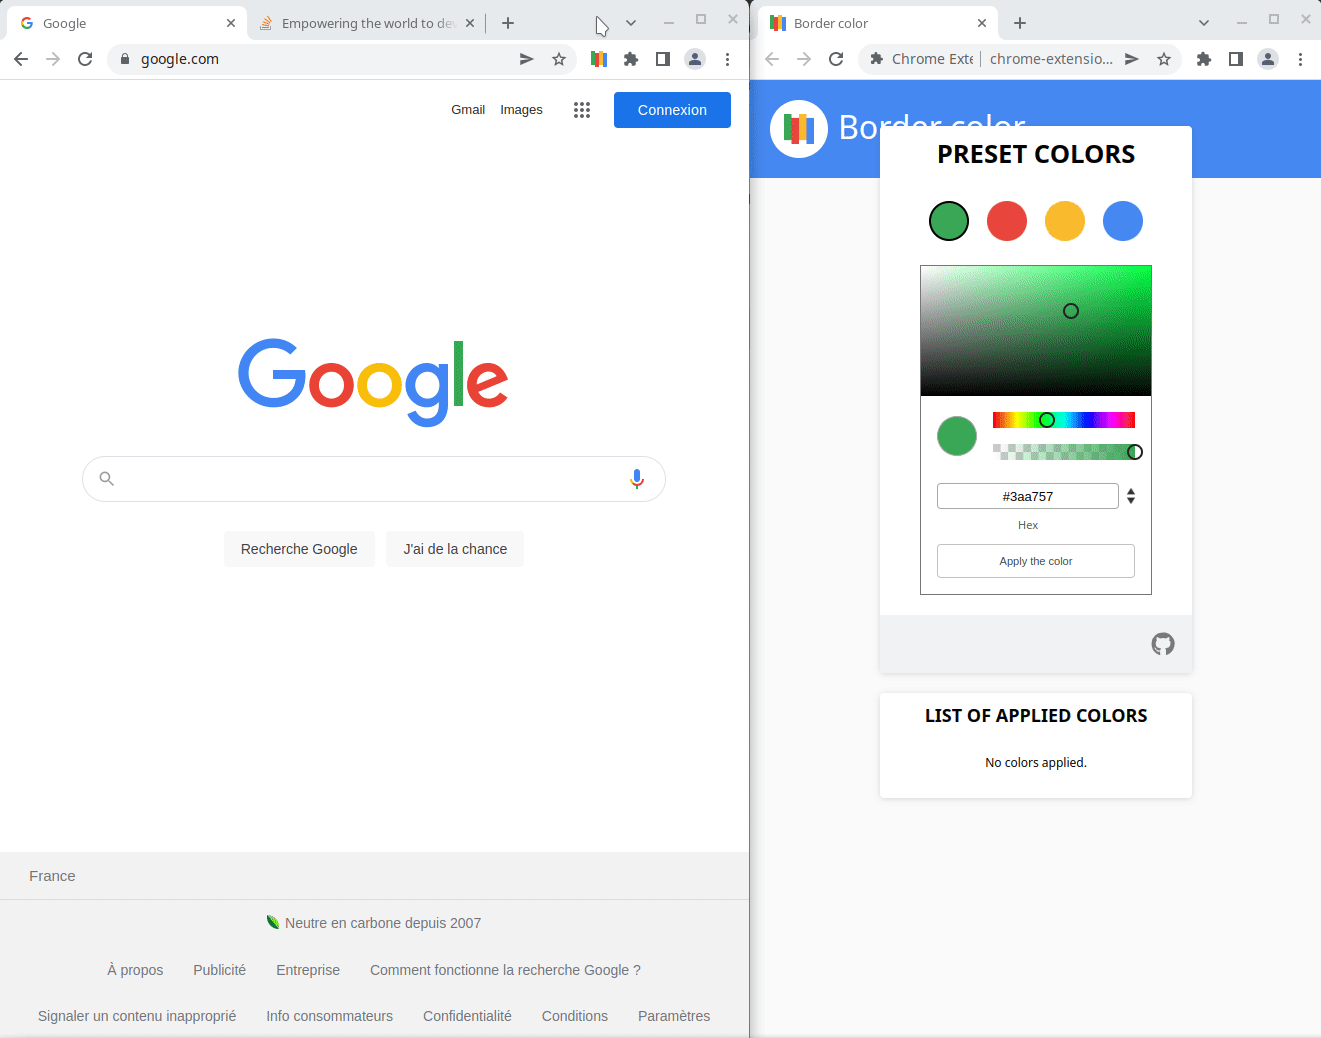 Google
Empowering the world to de
google.com
Gmail
Images
Connexion
Google
Recherche Google
J'ai de la chance
France
Neutre en carbone depuis 2007
À propos
Publicité
Entreprise
Comment fonctionne la recherche Google ?
Signaler un contenu inapproprié
Info consommateurs
Confidentialité
Conditions
Paramètres
Border color
Chrome Exte
chrome-extensio...
Border color
PRESET COLORS
#3aa757
Hex
Apply the color
LIST OF APPLIED COLORS
No colors applied.